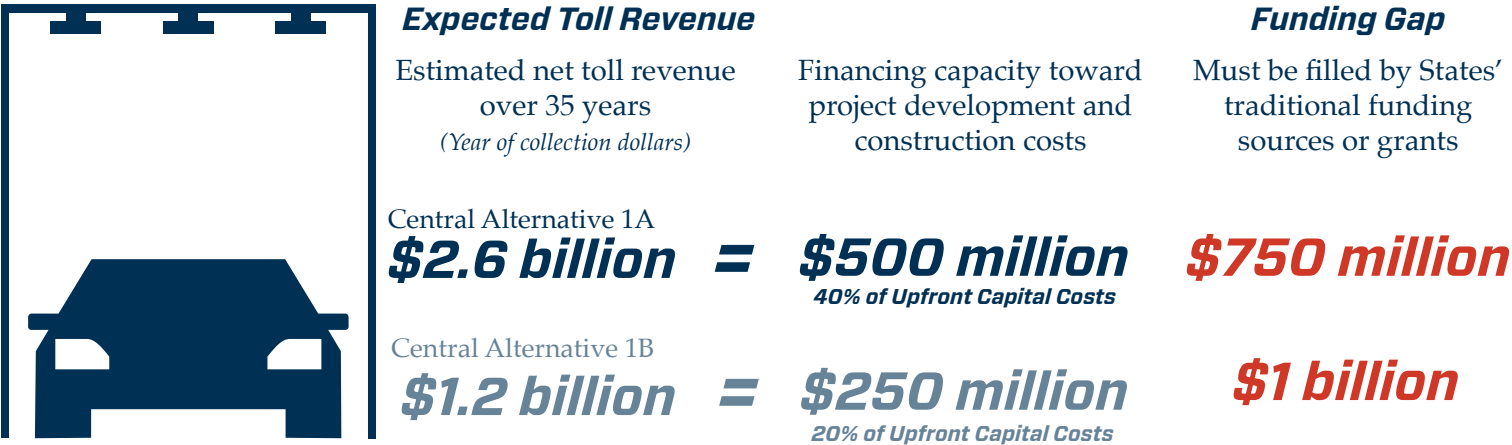 Expected Toll Revenue
Funding Gap
Estimated net toll revenue
over 35 years
(Year of collection dollars)
Financing capacity toward
project development and
construction costs
Must be filled by States’
traditional funding
sources or grants
Central Alternative 1A
$2.6 billion = $500 million
40% of Upfront Capital Costs
$750 million
Central Alternative 1B
$1.2 billion = $250 million
20% of Upfront Capital Costs
$1 billion